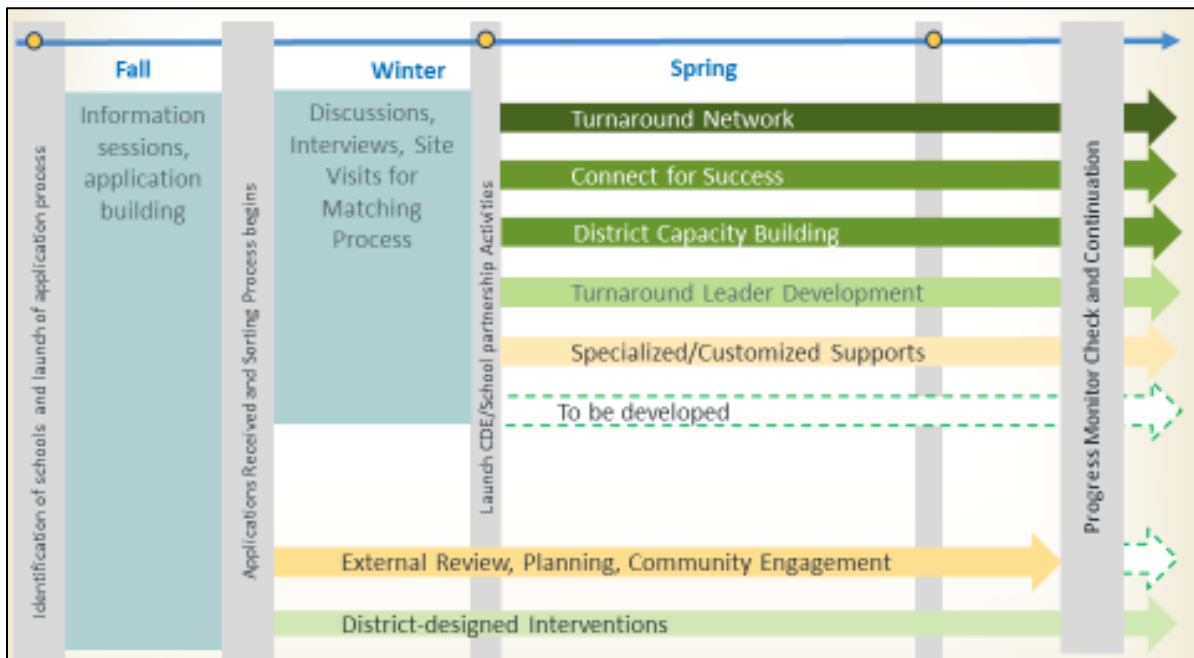 Fall
Winter
Spring
Identification of schools and launch of application process
Information
sessions,
application
building
Applications Received and Sorting Process begins
Discussions,
Interviews, Site
Visits for
Matching
Process
Launch CDE/School partnership Activities
Turnaround Network
Connect for Success
District Capacity Building
Turnaround Leader Development
Specialized/Customized Supports
To be developed
External Review, Planning, Community Engagement
District-designed Interventions
Progress Monitor Check and Continuation